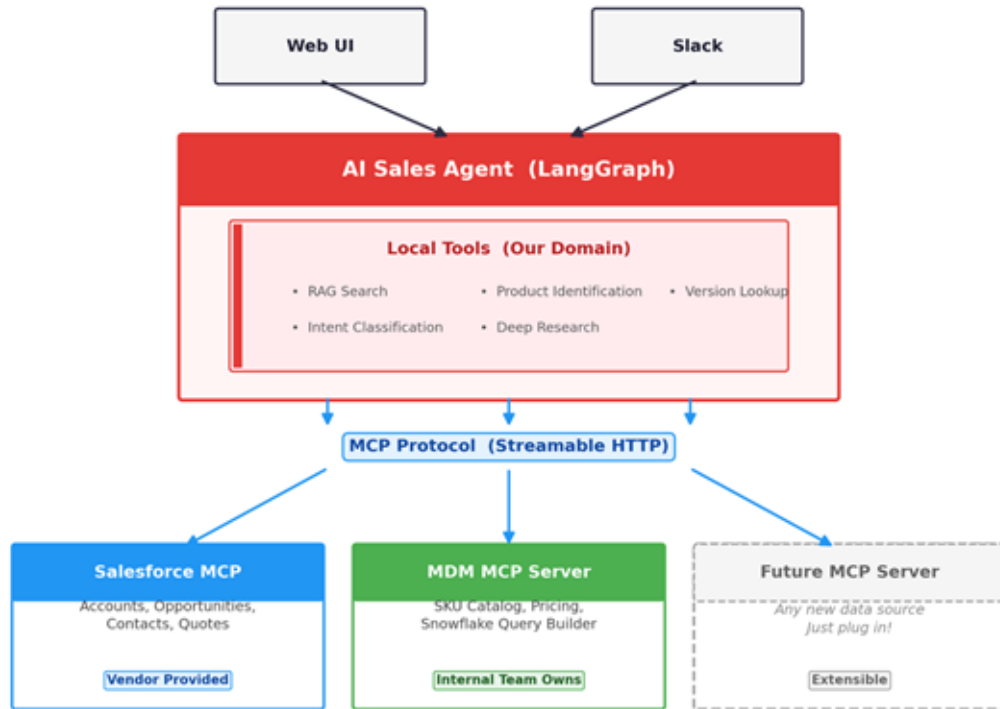 Web UI
Slack
AI Sales Agent (LangGraph)
Local Tools (Our Domain)
• RAG Search
• Product Identification
• Version Lookup
• Intent Classification
• Deep Research
MCP Protocol (Streamable HTTP)
Salesforce MCP
Accounts, Opportunities,
Contacts, Quotes
Vendor Provided
MDM MCP Server
SKU Catalog, Pricing,
Snowflake Query Builder
Internal Team Owns
Future MCP Server
Any new data source
Just plug in!
Extensible